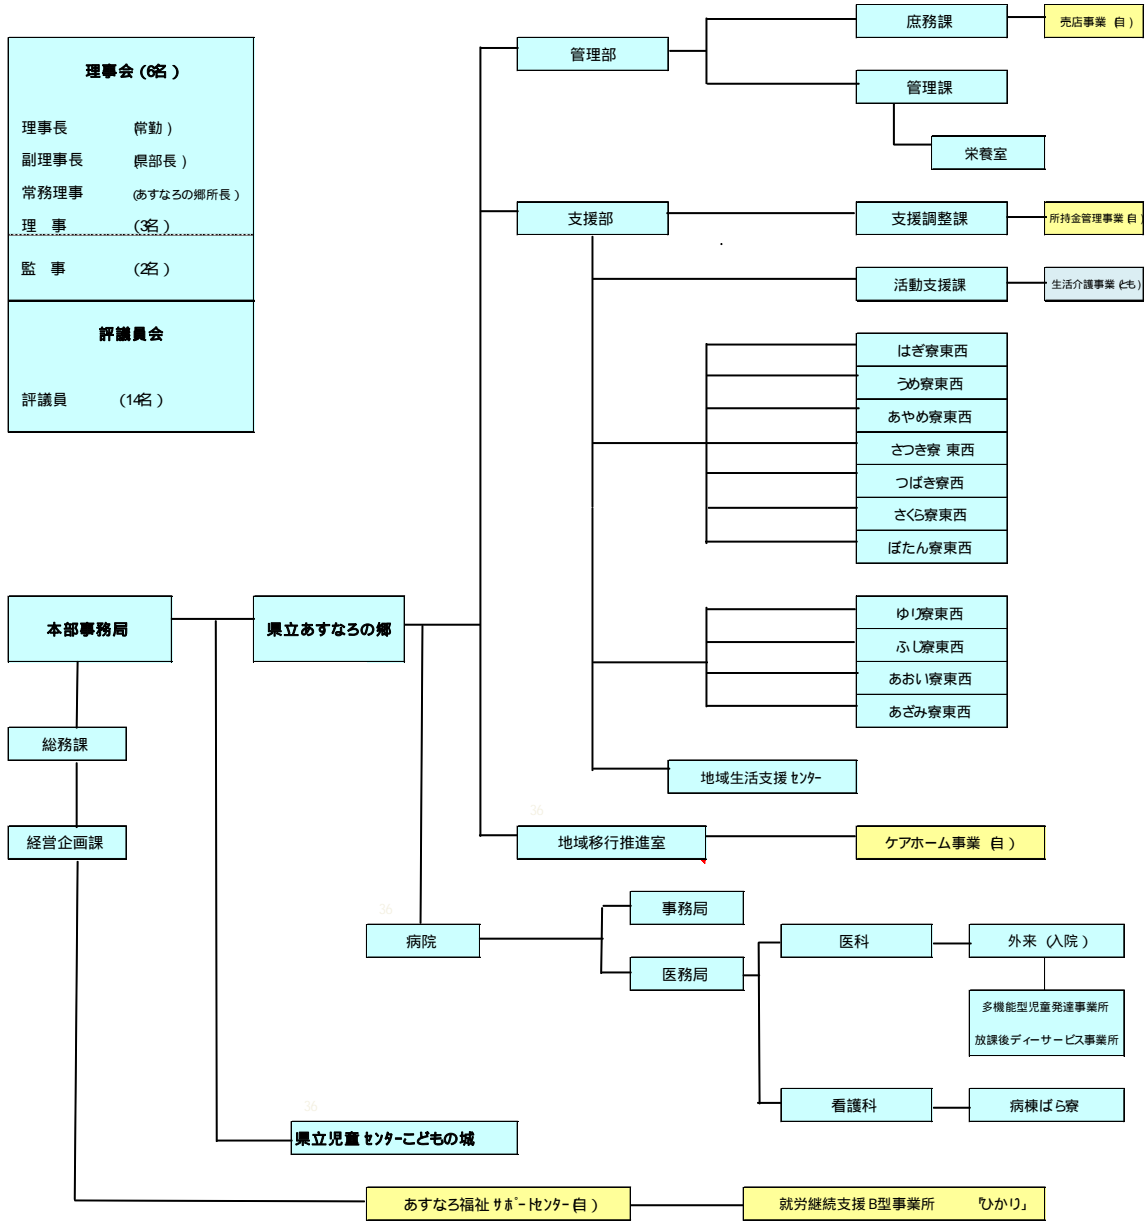 理事会 (6名)
理事長 (常勤)
副理事長 (県部長)
常務理事 (あすなろの郷所長)
理 事 (3名)
監 事 (2名)
評議員会
評議員 (14名)
管理部
庶務課
売店事業 (自)
管理課
栄養室
支援部
支援調整課
所持金管理事業(自)
活動支援課
生活介護事業(とも)
はぎ寮東西
うめ寮東西
あやめ寮東西
さつき寮 東西
つばき寮西
さくら寮東西
ぼたん寮東西
本部事務局
県立あすなろの郷
ゆり寮東西
ふじ寮東西
あおい寮東西
あざみ寮東西
総務課
地域生活支援センター
36
経営企画課
地域移行推進室
ケアホーム事業 (自)
36
病院
事務局
医務局
医科
外来 (入院)
多機能型児童発達事業所
放課後ディーサービス事業所
看護科
病棟ばら寮
36
県立児童センターこどもの城
あすなろ福祉サポートセンター(自)
就労継続支援B型事業所 「ひかり」